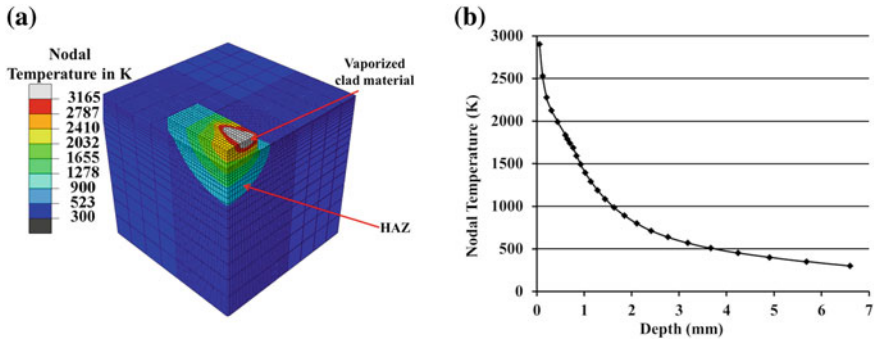 (a)
Nodal
Temperature in K
3165
2787
2410
2032
1655
1278
900
523
300
Vaporized
clad material
HAZ
(b)
Nodal Temperature (K)
3000
2500
2000
1500
1000
500
0
0 1 2 3 4 5 6 7
Depth (mm)